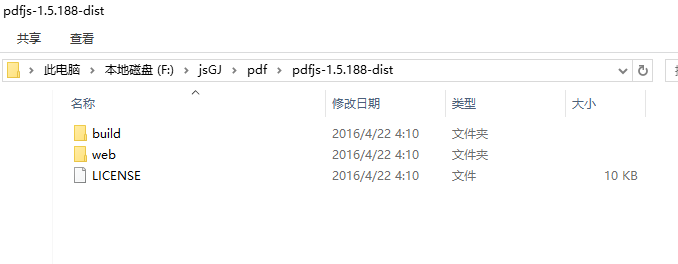 pdfjs-1.5.188-dist
共享 查看
此电脑 本地磁盘 (F:) jsGJ pdf pdfjs-1.5.188-dist
名称 修改日期 类型 大小
build 2016/4/22 4:10 文件夹
web 2016/4/22 4:10 文件夹
LICENSE 2016/4/22 4:10 文件 10 KB